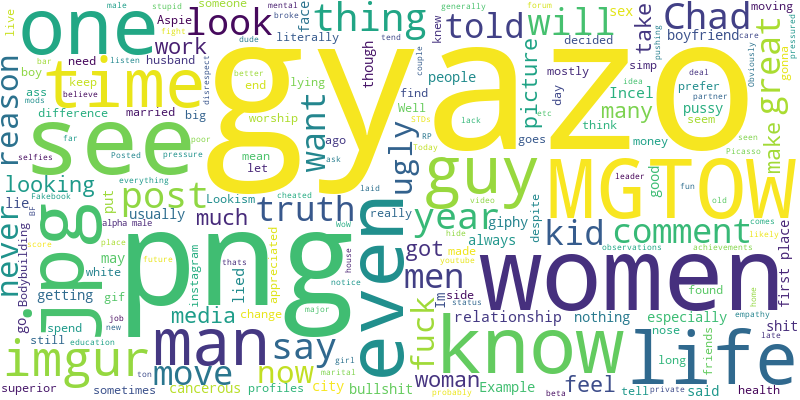 gyazo
png
women
see
life
know
MGTOW
one
time
even
man
jpg
guy
imgur
thing
look
will
told
Chad
great
post
year
kid
comment
truth
ugly
want
men
say
move
now
media
fuck
never
reason
work
looking
take
picture
make
many
got
feel
woman
much
though
reason
Aspie
live
stupid
mental
broke
male
fight
tend
dude
couple
someone
face
literally
knew
listen
bar
disrespect
generally
forum
better
pushing
sex
decided
simp
boyfriend
moving
care
pressured
gonna
Obviously
need
husband
boy
keep
believe
mods
ass
difference
married
big
end
lying
people
mostly
day
Incel
idea
deal
prefer
partner
pussy
seem
seen
Picasso
far
selfies
Posted
pressure
poor
worship
mean
let
ago
ask
find
Well
STDs
RP
Today
lack
goes
etc
think
money
good
leader
fun
old
everything
cheated
laid
Lookism
usually
lie
put
Fakebook
BF
alpha male
WoW
thats
really
giphy
always
video
despite
hide
made
youtube
nothing
found
especially
observations
achievements
comes
likely
first place
late
Bodybuilding
score
place
may
white
gif
getting
instagram
lied
appreciated
change
future
house
major
notice
Im
side
status
relationship
nose
long
friends
shit
empathy
home
go
still
spend
job
new
education
superior
sometimes
ton
cancerous
profiles
city
girl
marital
bullshit
beta
Example
probably
tell
private
said
health